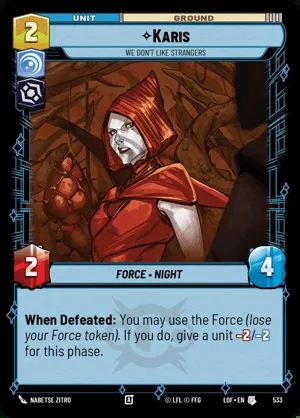 UNIT
GROUND
2
✧KARIS
WE DON'T LIKE STRANGERS
2
4
FORCE • NIGHT
When Defeated: You may use the Force (lose
your Force token). If you do, give a unit -2/-2
for this phase.
NABETSE ZITRO
© LFL © FFG
LOF • EN
533